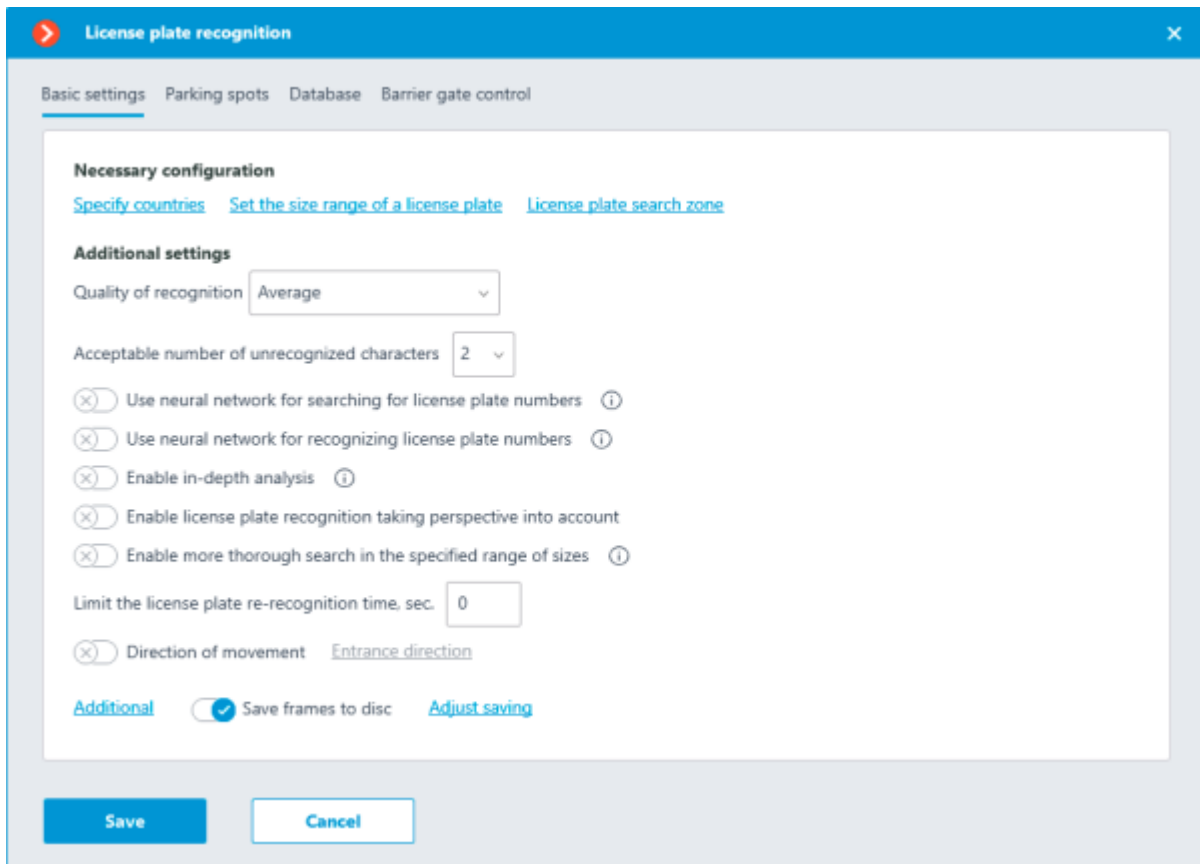 License plate recognition
Basic settings Parking spots Database Barrier gate control
Necessary configuration
Specify countries Set the size range of a license plate License plate search zone
Additional settings
Quality of recognition Average
Acceptable number of unrecognized characters 2
Use neural network for searching for license plate numbers
Use neural network for recognizing license plate numbers
Enable in-depth analysis
Enable license plate recognition taking perspective into account
Enable more thorough search in the specified range of sizes
Limit the license plate re-recognition time, sec. 0
Direction of movement Entrance direction
Additional Save frames to disc Adjust saving
Save Cancel